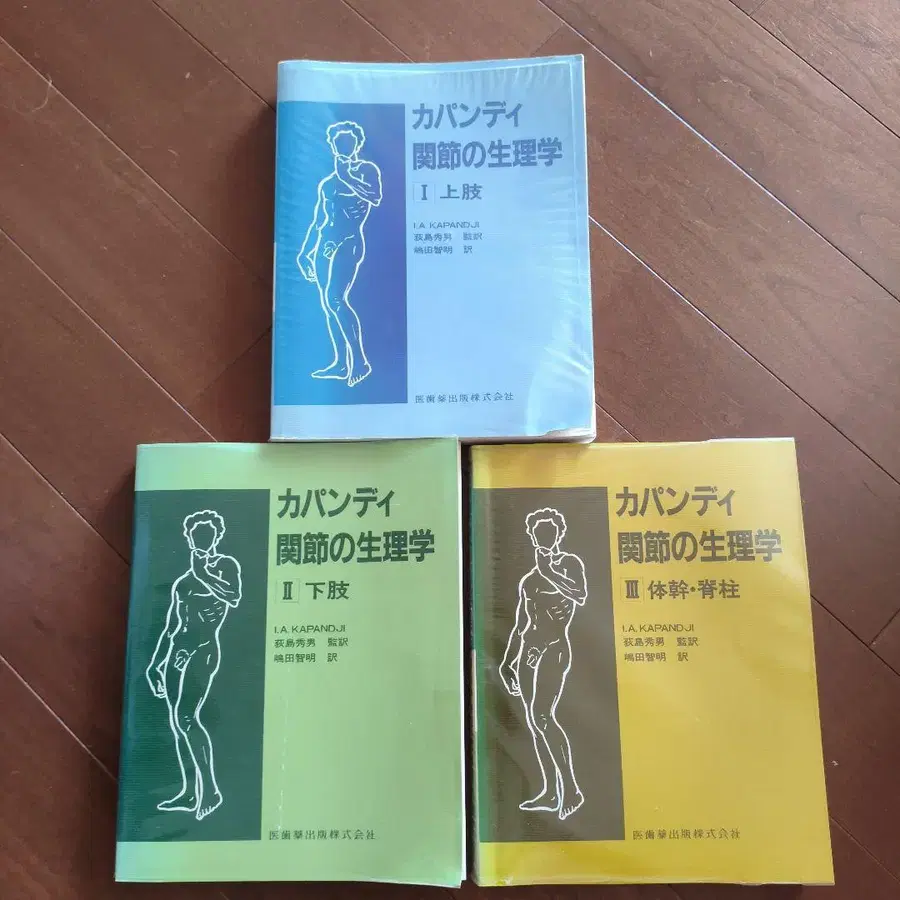 カパンディ
関節の生理学
I 上肢
I.A. KAPANDJI
荻島秀男 監訳
嶋田智明 訳
医歯薬出版株式会社
カパンディ
関節の生理学
II 下肢
I.A. KAPANDJI
荻島秀男 監訳
嶋田智明 訳
医歯薬出版株式会社
カパンディ
関節の生理学
III 体幹・脊柱
I.A. KAPANDJI
荻島秀男 監訳
嶋田智明 訳
医歯薬出版株式会社